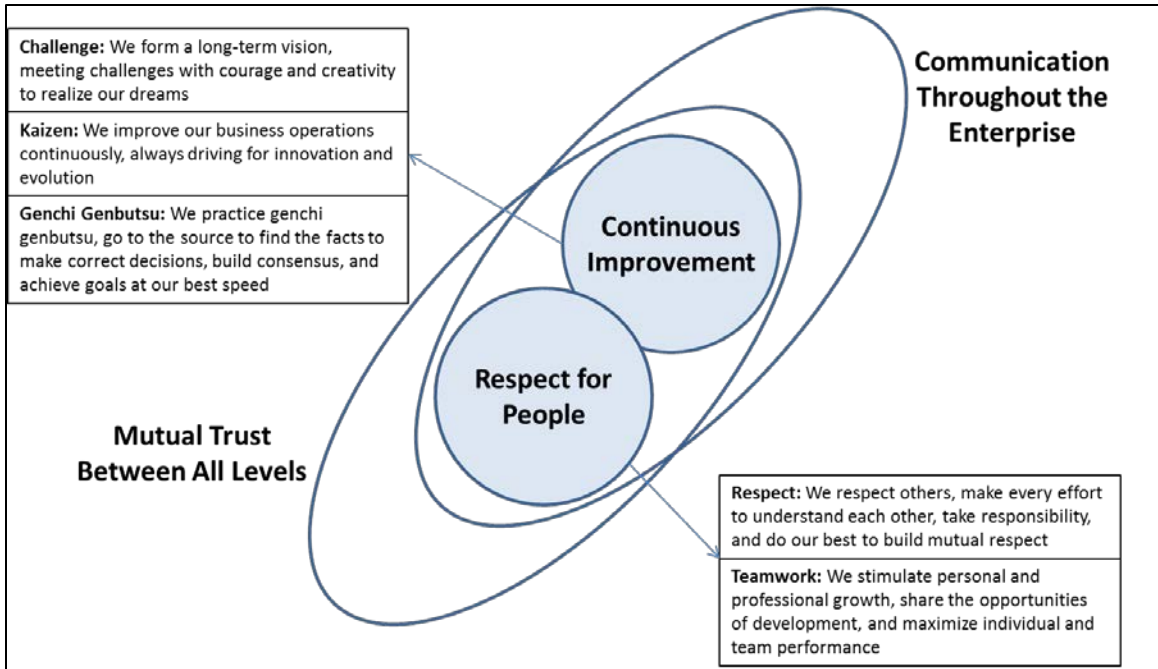 Challenge: We form a long-term vision,
meeting challenges with courage and creativity
to realize our dreams
Kaizen: We improve our business operations
continuously, always driving for innovation and
evolution
Genchi Genbutsu: We practice genchi
genbutsu, go to the source to find the facts to
make correct decisions, build consensus, and
achieve goals at our best speed
Communication
Throughout the
Enterprise
Continuous
Improvement
Respect for
People
Mutual Trust
Between All Levels
Respect: We respect others, make every effort
to understand each other, take responsibility,
and do our best to build mutual respect
Teamwork: We stimulate personal and
professional growth, share the opportunities
of development, and maximize individual and
team performance